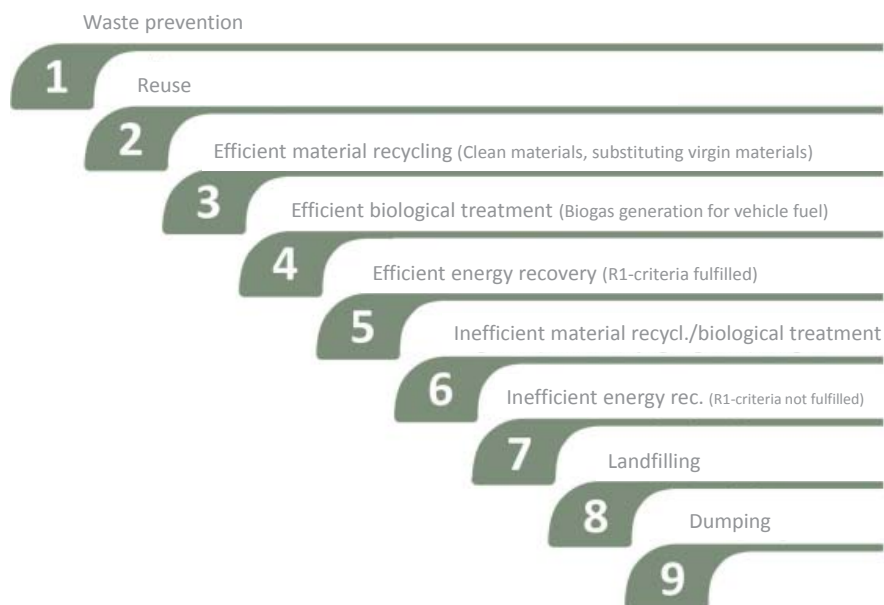 Waste prevention
1
Reuse
2
Efficient material recycling (Clean materials, substituting virgin materials)
3
Efficient biological treatment (Biogas generation for vehicle fuel)
4
Efficient energy recovery (R1-criteria fulfilled)
5
Inefficient material recycl./biological treatment
6
Inefficient energy rec. (R1-criteria not fulfilled)
7
Landfilling
8
Dumping
9